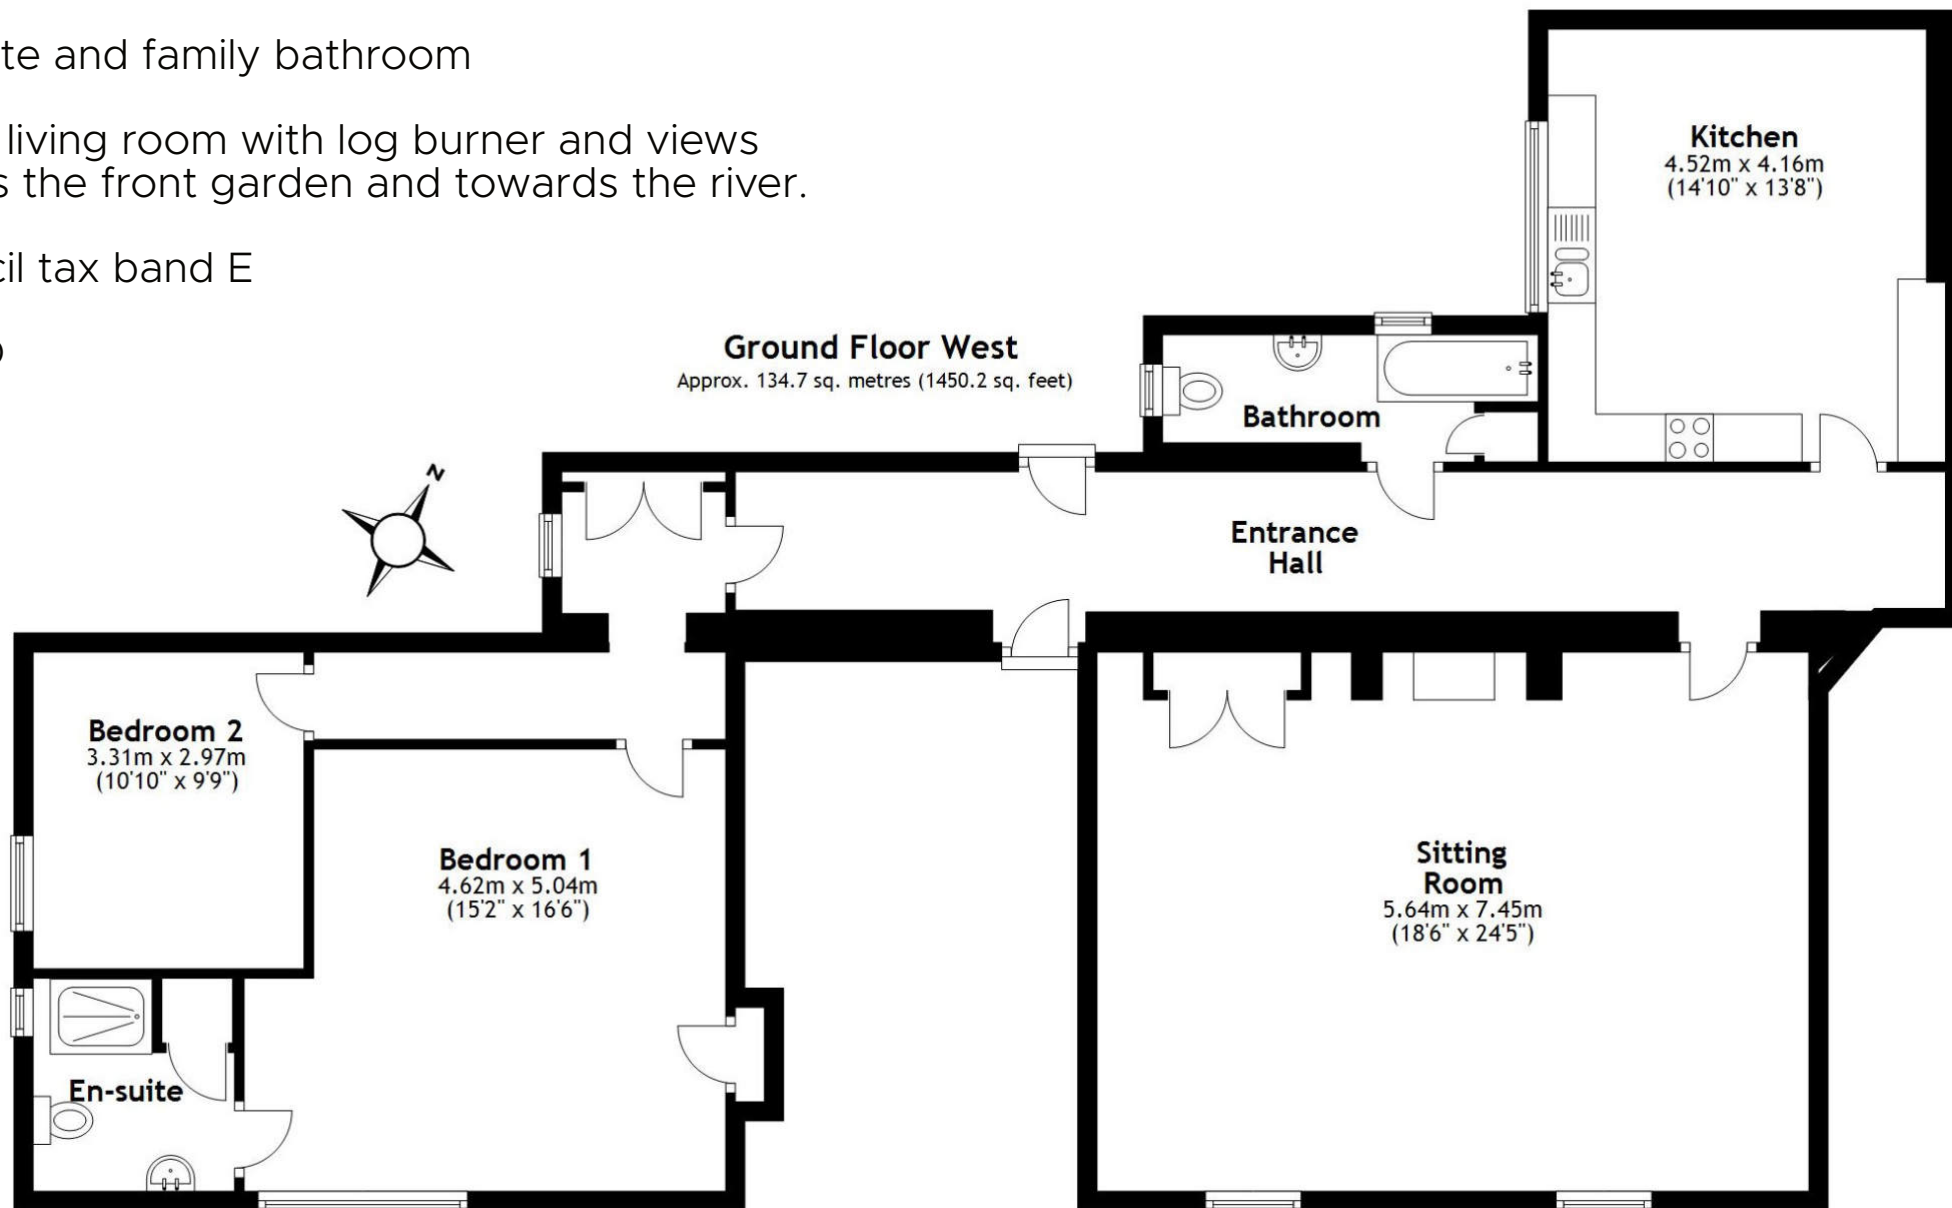 te and family bathroom
living room with log burner and views
s the front garden and towards the river.
cil tax band E
Ground Floor West
Approx. 134.7 sq. metres (1450.2 sq. feet)
Kitchen
4.52m x 4.16m
(14'10" x 13'8")
Bathroom
N
Entrance
Hall
Bedroom 2
3.31m x 2.97m
(10'10" x 9'9")
Bedroom 1
4.62m x 5.04m
(15'2" x 16'6")
Sitting
Room
5.64m x 7.45m
(18'6" x 24'5")
En-suite